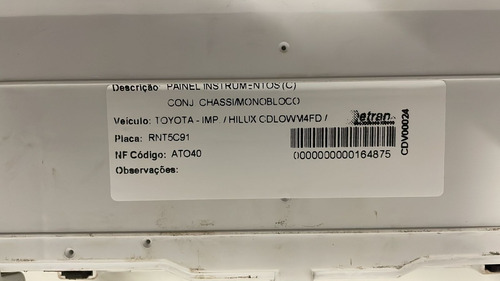 Descrição: PAINEL INSTRUMENTOS (C)
CONJ. CHASSI/MONOBLOCO
Veículo: TOYOTA - IMP. / HILUX CDLOWM4FD /
Placa: RNT5C91
NF Código: ATO40
Observações:
Detran
0000000000164875
CDV00024